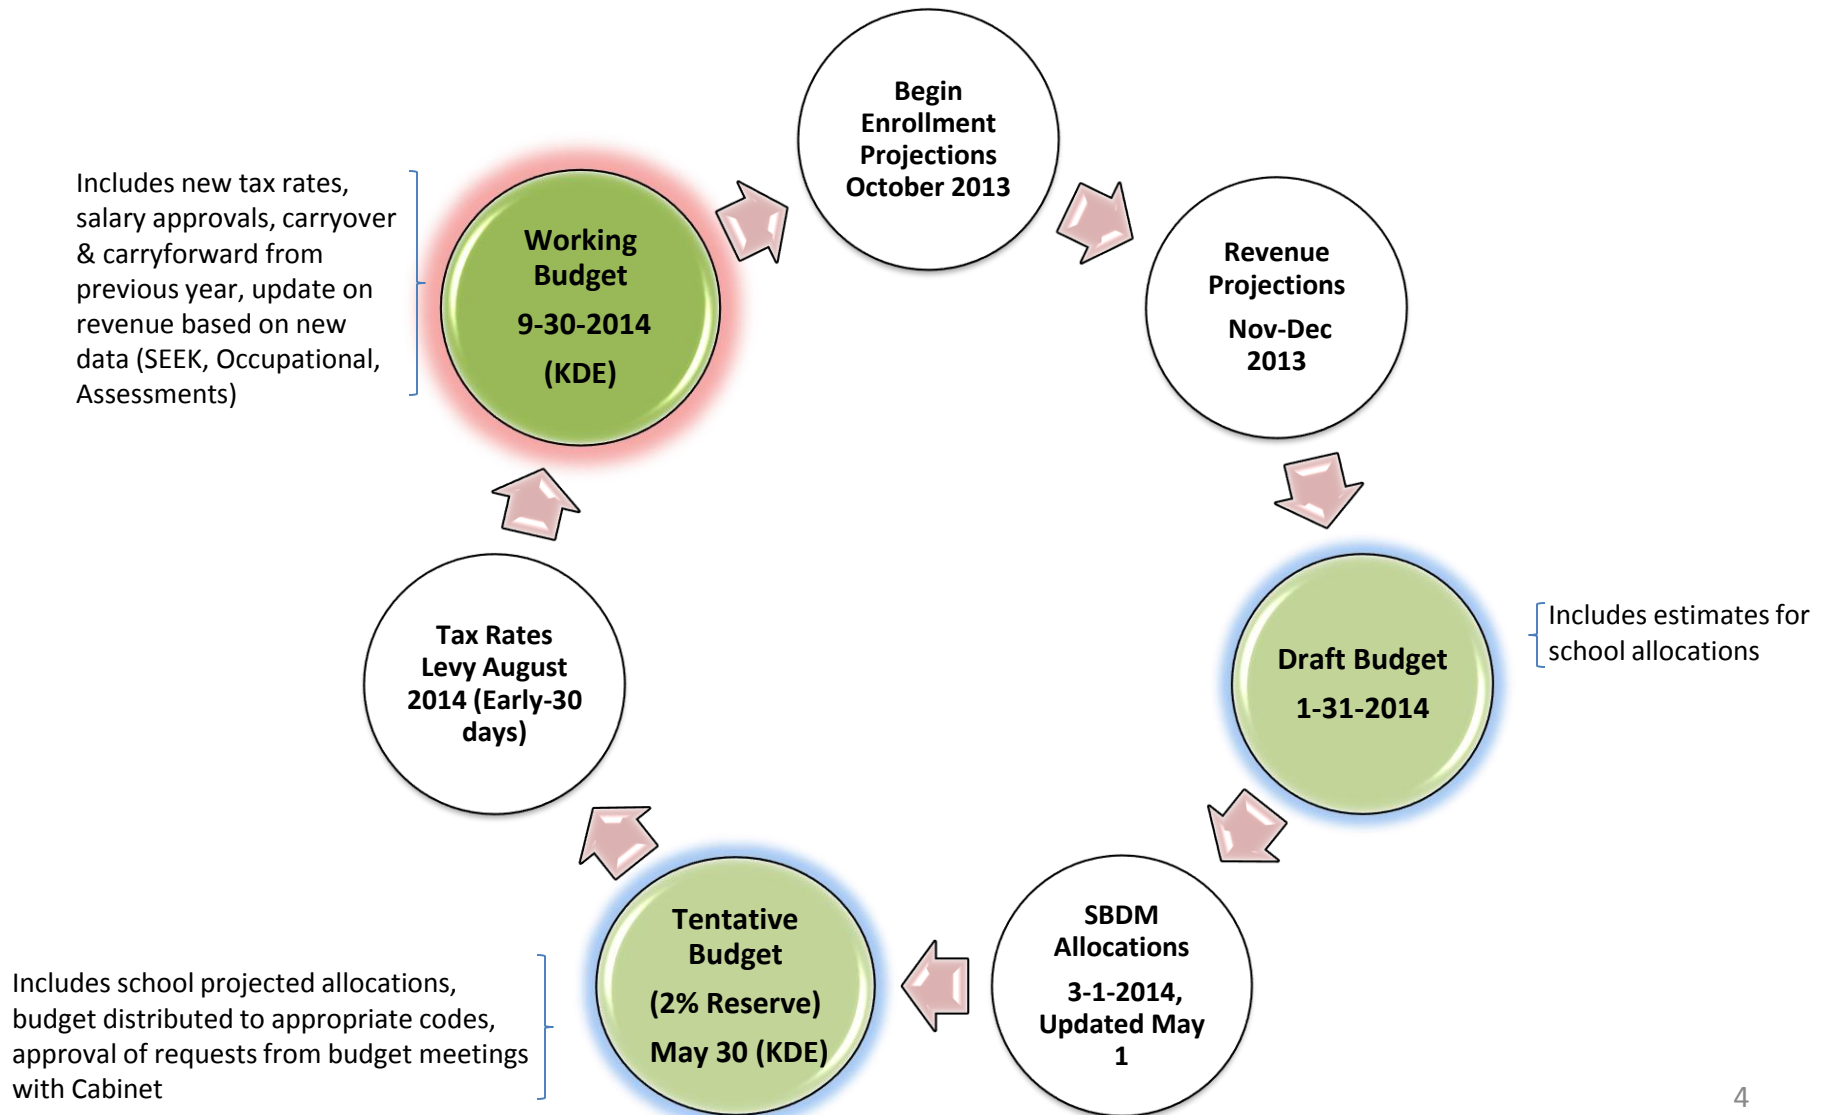 Begin
Enrollment
Projections
October 2013
Revenue
Projections
Nov-Dec
2013
Draft Budget
1-31-2014
Includes estimates for
school allocations
SBDM
Allocations
3-1-2014,
Updated May
1
Tentative
Budget
(2% Reserve)
May 30 (KDE)
Includes school projected allocations,
budget distributed to appropriate codes,
approval of requests from budget meetings
with Cabinet
Tax Rates
Levy August
2014 (Early-30
days)
Working
Budget
9-30-2014
(KDE)
Includes new tax rates,
salary approvals, carryover
& carryforward from
previous year, update on
revenue based on new
data (SEEK, Occupational,
Assessments)
4